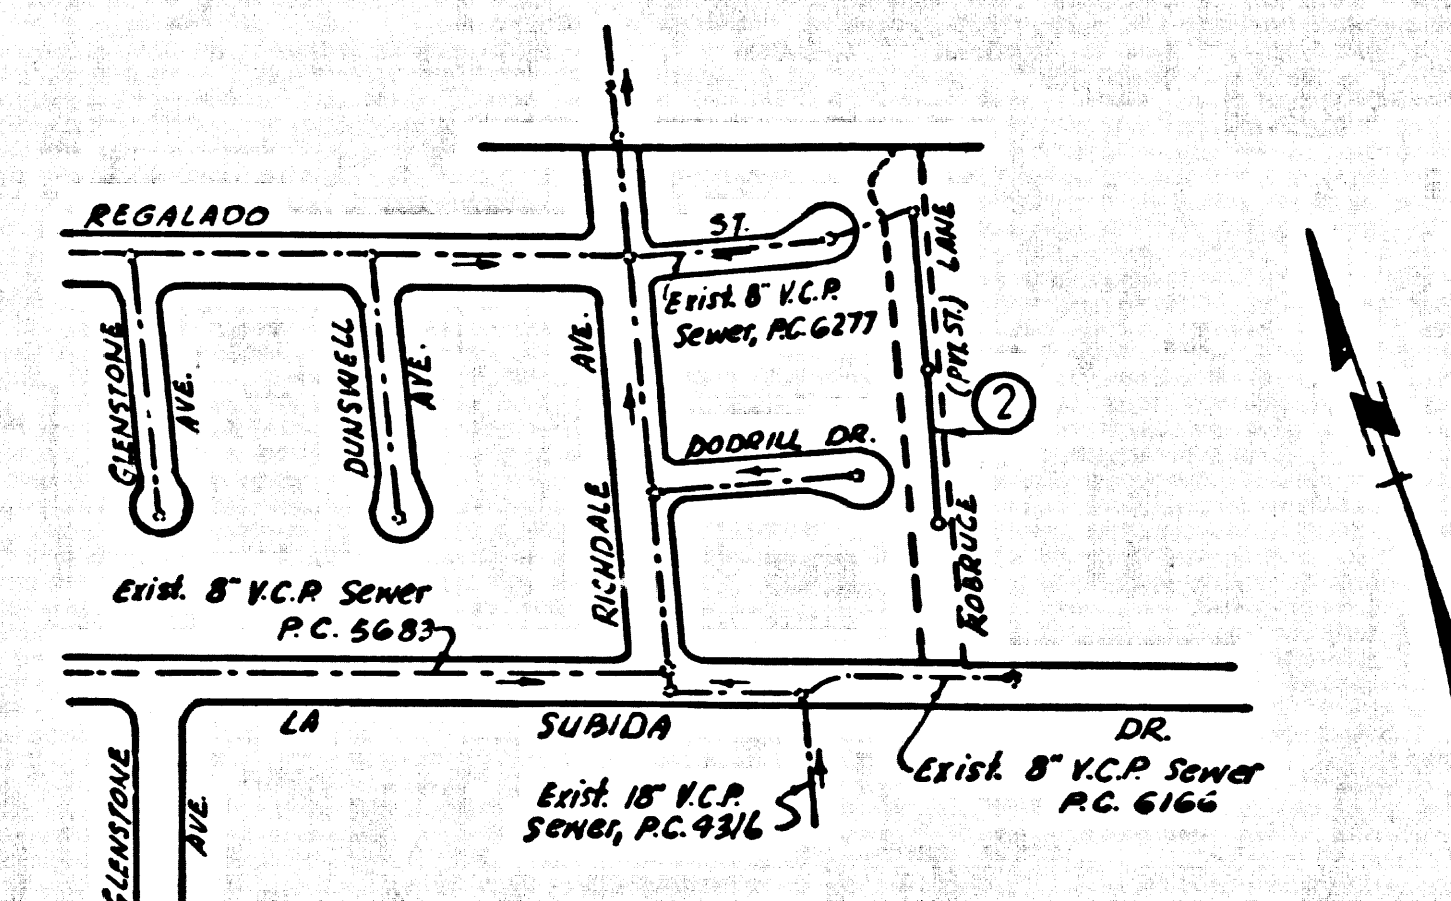 REGALADO
ST.
LANE
(PVT. ST.)
Exist. 8" V.C.P.
Sewer, P.C. 6277
GLENSTONE
AVE.
DUNSWELL
AVE.
AVE.
RICHDALE
2
DODRILL DR.
ROBRUCE
Exist. 8" V.C.P. Sewer
P.C. 5683
LA SUBIDA DR.
Exist. 18" V.C.P.
Sewer, P.C. 4316
Exist. 8" V.C.P. Sewer
P.C. 6166
GLENSTONE
AVE.